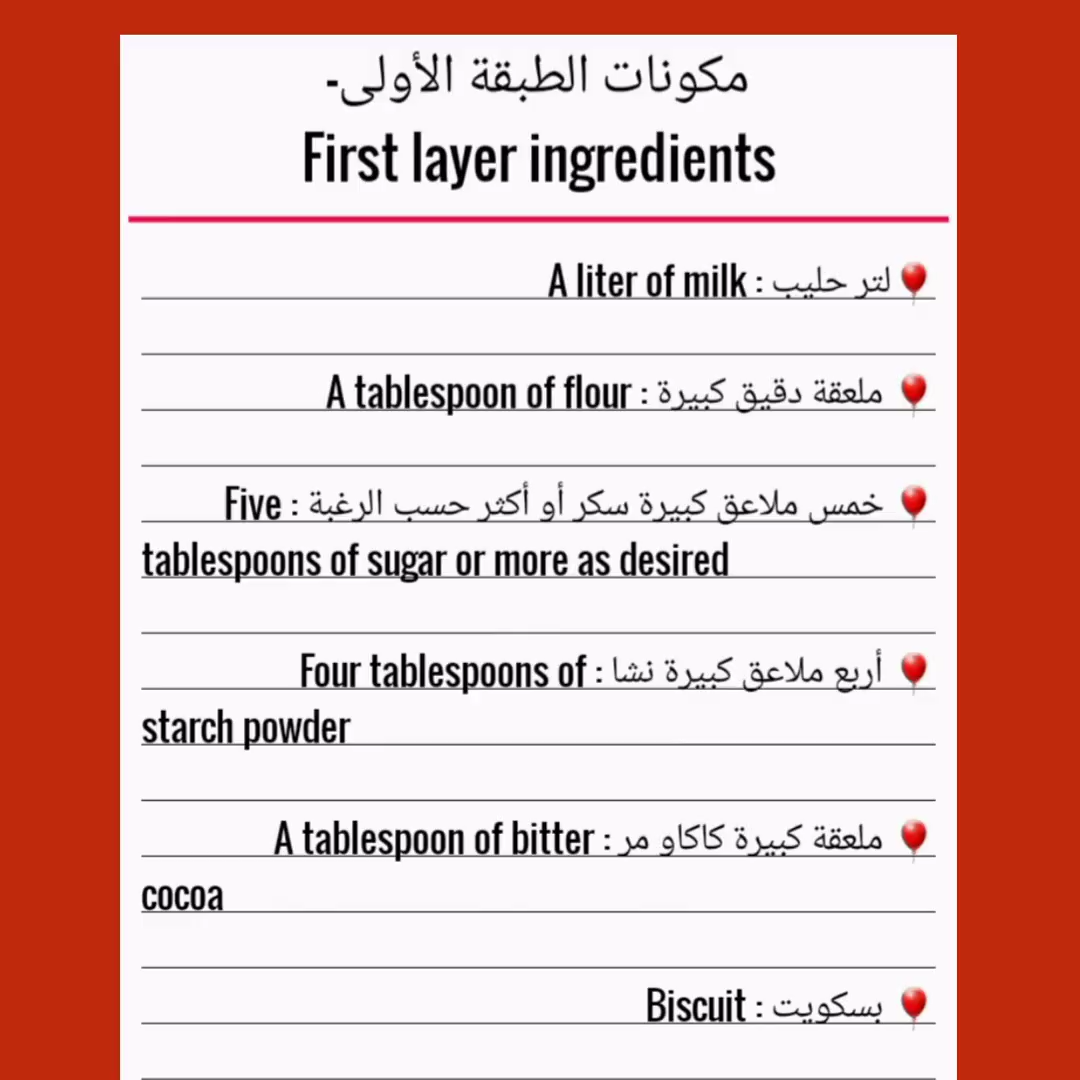 مكونات الطبقة الأولى-
First layer ingredients
🎈لتر حليب : A liter of milk
🎈 ملعقة دقيق كبيرة : A tablespoon of flour
🎈 خمس ملاعق كبيرة سكر أو أكثر حسب الرغبة : Five
tablespoons of sugar or more as desired
🎈 أربع ملاعق كبيرة نشا : Four tablespoons of
starch powder
🎈 ملعقة كبيرة كاكاو مر : A tablespoon of bitter
cocoa
🎈 بسكويت : Biscuit